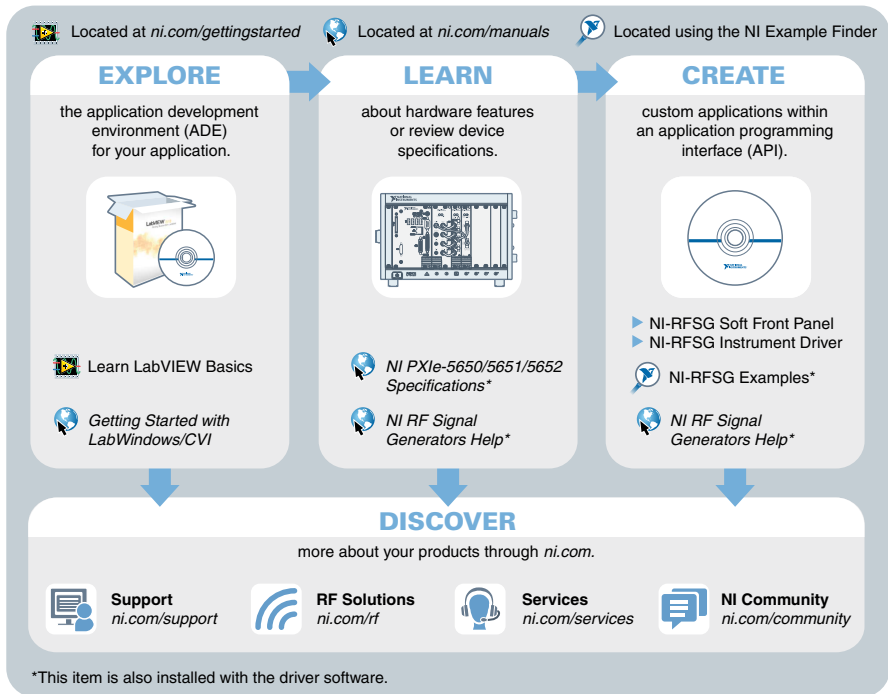 Located at ni.com/gettingstarted
Located at ni.com/manuals
Located using the NI Example Finder
EXPLORE
the application development
environment (ADE)
for your application.
LabVIEW
Learn LabVIEW Basics
Getting Started with
LabWindows/CVI
LEARN
about hardware features
or review device
specifications.
NI PXIe-5650/5651/5652
Specifications*
NI RF Signal
Generators Help*
CREATE
custom applications within
an application programming
interface (API).
NI-RFSG Soft Front Panel
NI-RFSG Instrument Driver
NI-RFSG Examples*
NI RF Signal
Generators Help*
DISCOVER
more about your products through ni.com.
Support
ni.com/support
RF Solutions
ni.com/rf
Services
ni.com/services
NI Community
ni.com/community
*This item is also installed with the driver software.